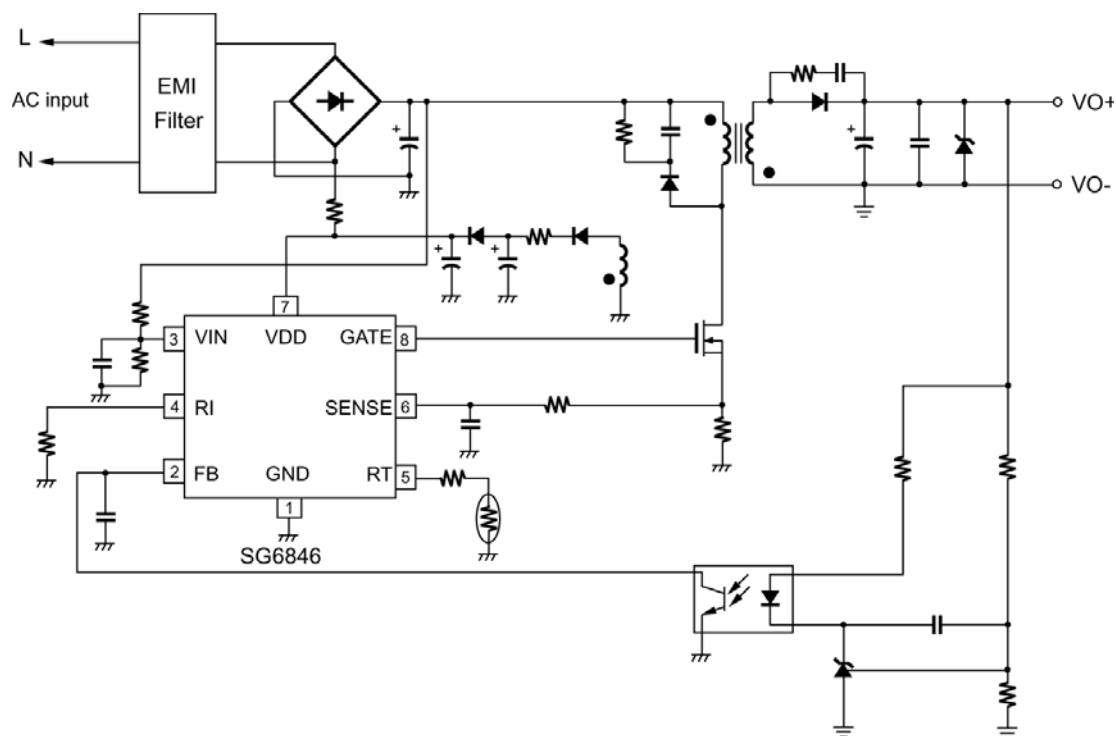 L
AC input
N
EMI
Filter
+
+
+
+
VO+
VO-
7
3 VIN VDD GATE 8
4 RI SENSE 6
2 FB GND RT 5
1
SG6846